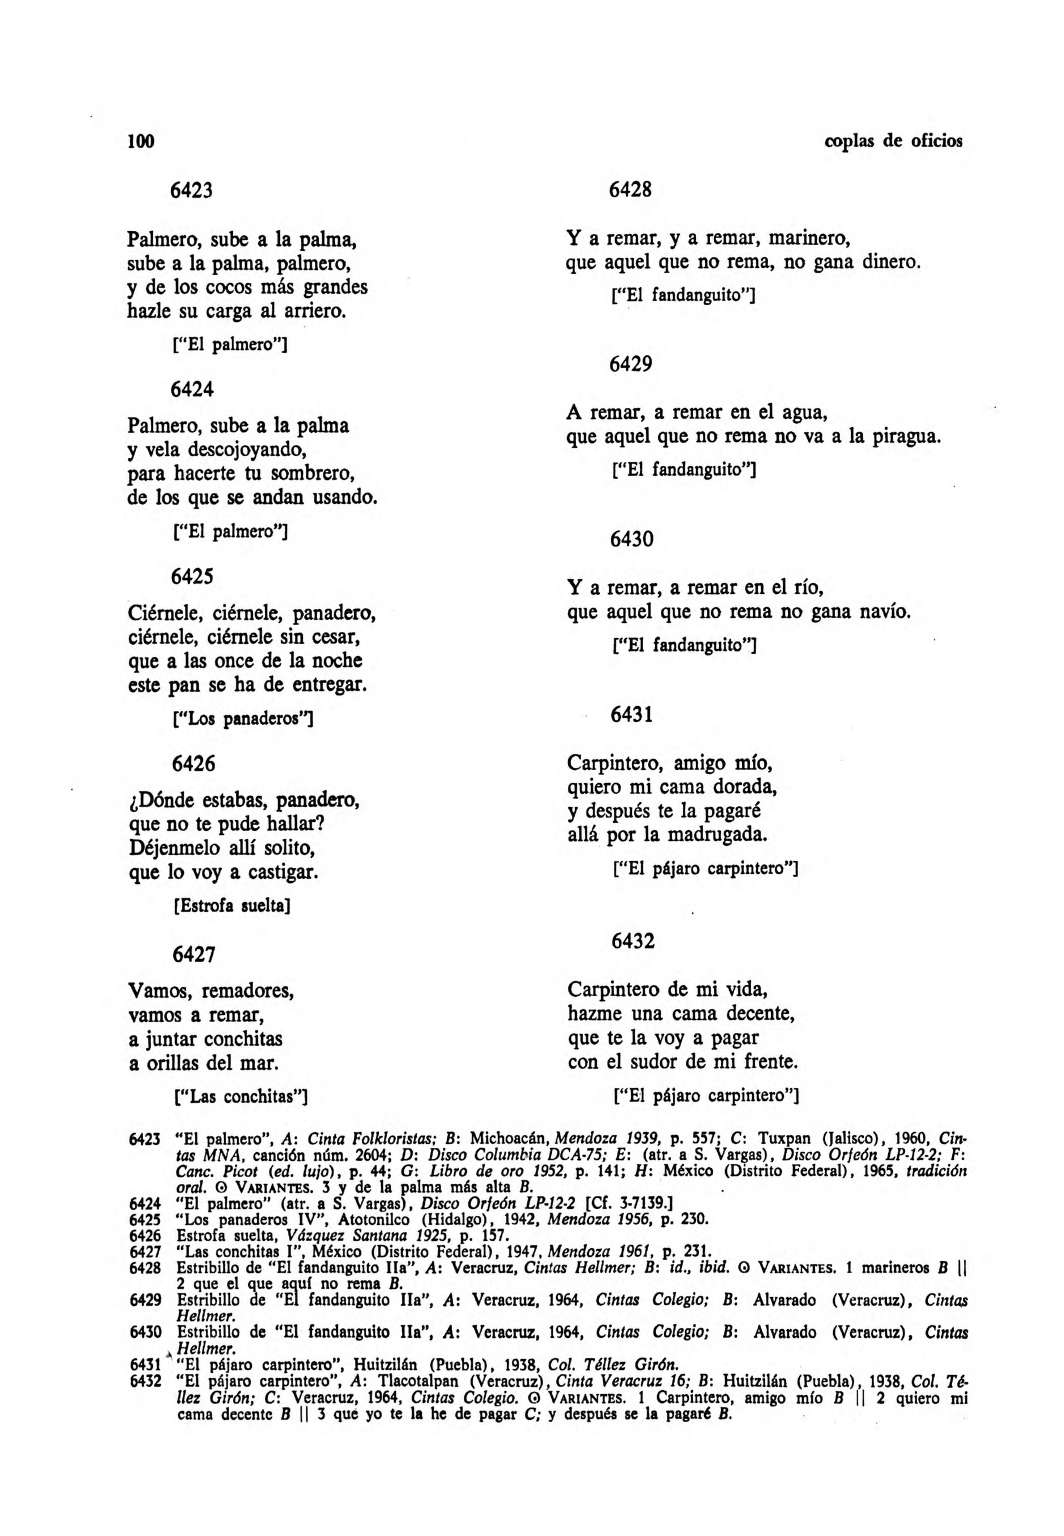 100
coplas de oficios
6423
Palmero, sube a la palma,
sube a la palma, palmero,
y de los cocos más grandes
hazle su carga al arriero.
["El palmero"]
6424
Palmero, sube a la palma
y vela descojoyando,
para hacerte tu sombrero,
de los que se andan usando.
["El palmero"]
6425
Ciérnele, ciérnele, panadero,
ciérnele, ciérnele sin cesar,
que a las once de la noche
este pan se ha de entregar.
["Los panaderos"]
6426
¿Dónde estabas, panadero,
que no te pude hallar?
Déjenmelo allí solito,
que lo voy a castigar.
[Estrofa suelta]
6427
Vamos, remadores,
vamos a remar,
a juntar conchitas
a orillas del mar.
["Las conchitas"]
6428
Y a remar, y a remar, marinero,
que aquel que no rema, no gana dinero.
["El fandanguito"]
6429
A remar, a remar en el agua,
que aquel que no rema no va a la piragua.
["El fandanguito"]
6430
Y a remar, a remar en el río,
que aquel que no rema no gana navío.
["El fandanguito"]
6431
Carpintero, amigo mío,
quiero mi cama dorada,
y después te la pagaré
allá por la madrugada.
["El pájaro carpintero"]
6432
Carpintero de mi vida,
hazme una cama decente,
que te la voy a pagar
con el sudor de mi frente.
["El pájaro carpintero"]
6423 "El palmero", A: Cinta Folkloristas; B: Michoacán, Mendoza 1939, p. 557; C: Tuxpan (Jalisco), 1960, Cin-
tas MNA, canción núm. 2604; D: Disco Columbia DCA-75; E: (atr. a S. Vargas), Disco Orfeón LP-12-2; F:
Canc. Picot (ed. lujo), p. 44; G: Libro de oro 1952, p. 141; H: México (Distrito Federal), 1965, tradición
oral. ⊙ VARIANTES. 3 y de la palma más alta B.
6424 "El palmero" (atr. a S. Vargas), Disco Orfeón LP-12-2 [Cf. 3-7139.]
6425 "Los panaderos IV", Atotonilco (Hidalgo), 1942, Mendoza 1956, p. 230.
6426 Estrofa suelta, Vázquez Santana 1925, p. 157.
6427 "Las conchitas I", México (Distrito Federal), 1947, Mendoza 1961, p. 231.
6428 Estribillo de "El fandanguito IIa", A: Veracruz, Cintas Hellmer; B: id., ibid. ⊙ VARIANTES. 1 marineros B ||
2 que el que aquí no rema B.
6429 Estribillo de "El fandanguito IIa", A: Veracruz, 1964, Cintas Colegio; B: Alvarado (Veracruz), Cintas
Hellmer.
6430 Estribillo de "El fandanguito IIa", A: Veracruz, 1964, Cintas Colegio; B: Alvarado (Veracruz), Cintas
Hellmer.
6431 "El pájaro carpintero", Huitzilán (Puebla), 1938, Col. Téllez Girón.
6432 "El pájaro carpintero", A: Tlacotalpan (Veracruz), Cinta Veracruz 16; B: Huitzilán (Puebla), 1938, Col. Té-
llez Girón; C: Veracruz, 1964, Cintas Colegio. ⊙ VARIANTES. 1 Carpintero, amigo mío B || 2 quiero mi
cama decente B || 3 que yo te la he de pagar C; y después se la pagaré B.